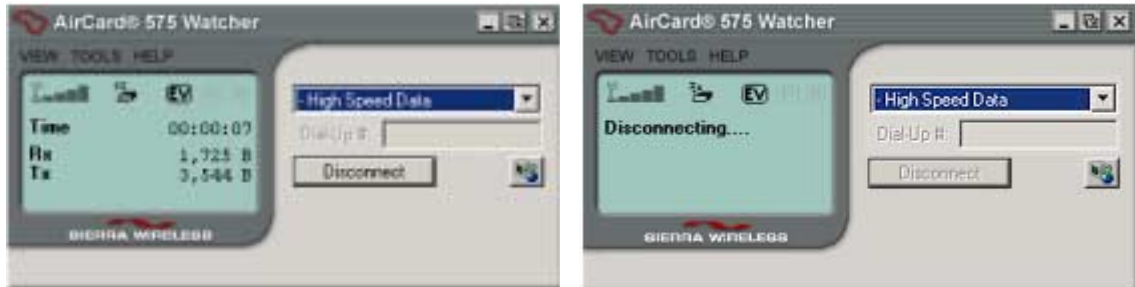 AirCard® 575 Watcher
VIEW TOOLS HELP
EV
Time 00:00:07
Rx 1,725 B
Tx 3,544 B
SIERRA WIRELESS
- High Speed Data
Dial-Up #:
Disconnect
AirCard® 575 Watcher
VIEW TOOLS HELP
EV
Disconnecting....
SIERRA WIRELESS
- High Speed Data
Dial-Up #:
Disconnect